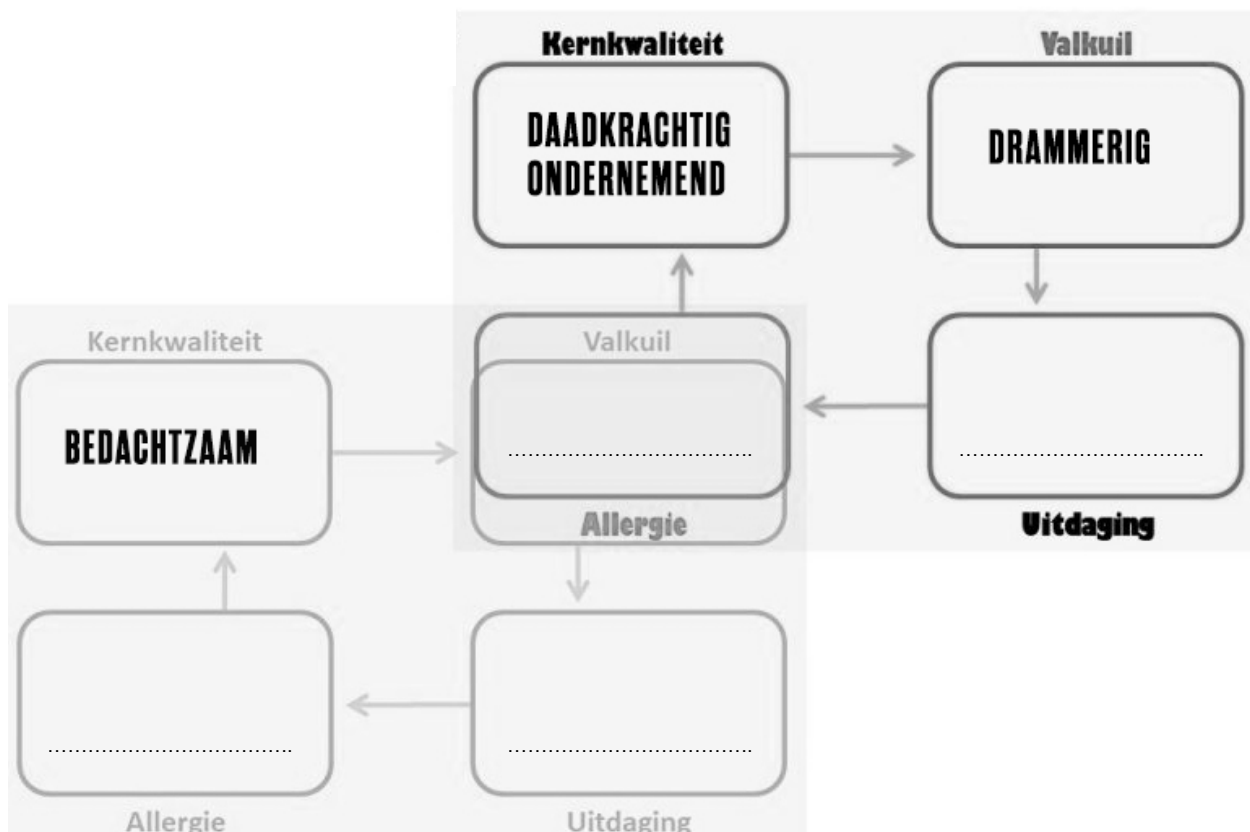 Kernkwaliteit
Valkuil
DAADKRACHTIG
ONDERNEMEND
DRAMMERIG
Kernkwaliteit
Valkuil
BEDACHTZAAM
....................................
....................................
Allergie
Uitdaging
....................................
....................................
Allergie
Uitdaging